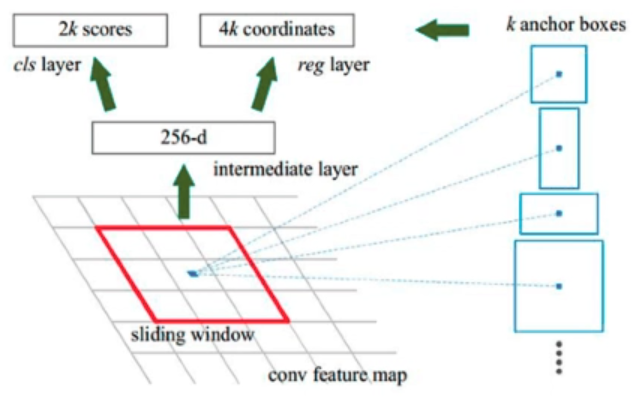 2k scores
4k coordinates
k anchor boxes
cls layer
reg layer
256-d
intermediate layer
sliding window
conv feature map